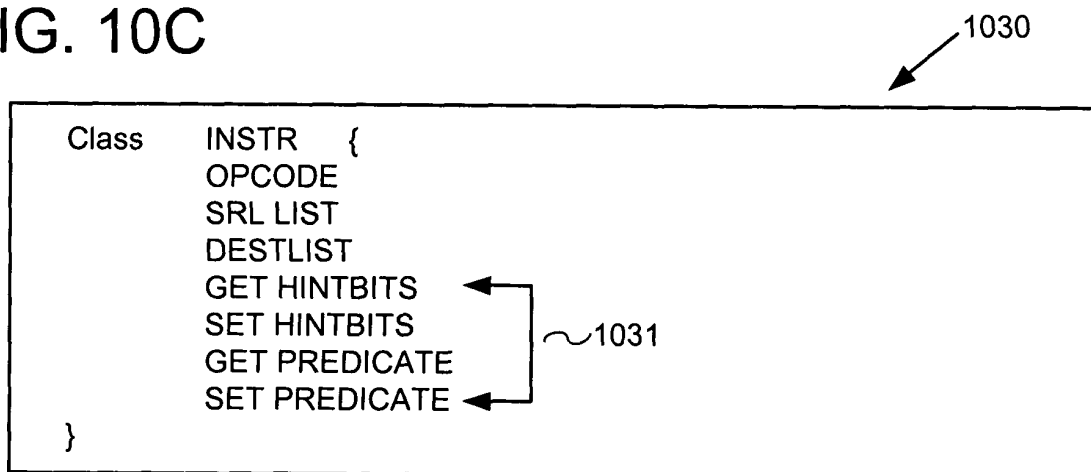 IG. 10C
1030
Class INSTR {
OPCODE
SRL LIST
DESTLIST
GET HINTBITS
SET HINTBITS
1031
GET PREDICATE
SET PREDICATE
}